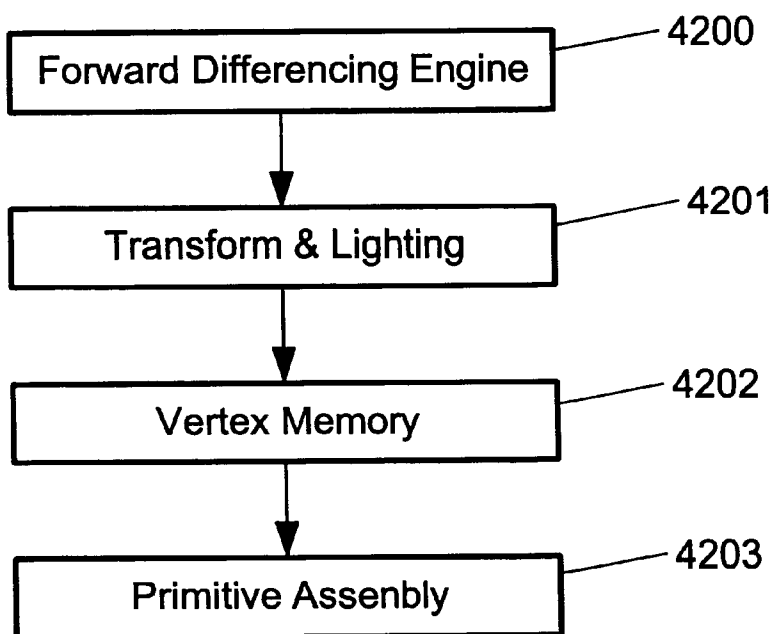 4200
Forward Differencing Engine
4201
Transform & Lighting
4202
Vertex Memory
4203
Primitive Assenbly